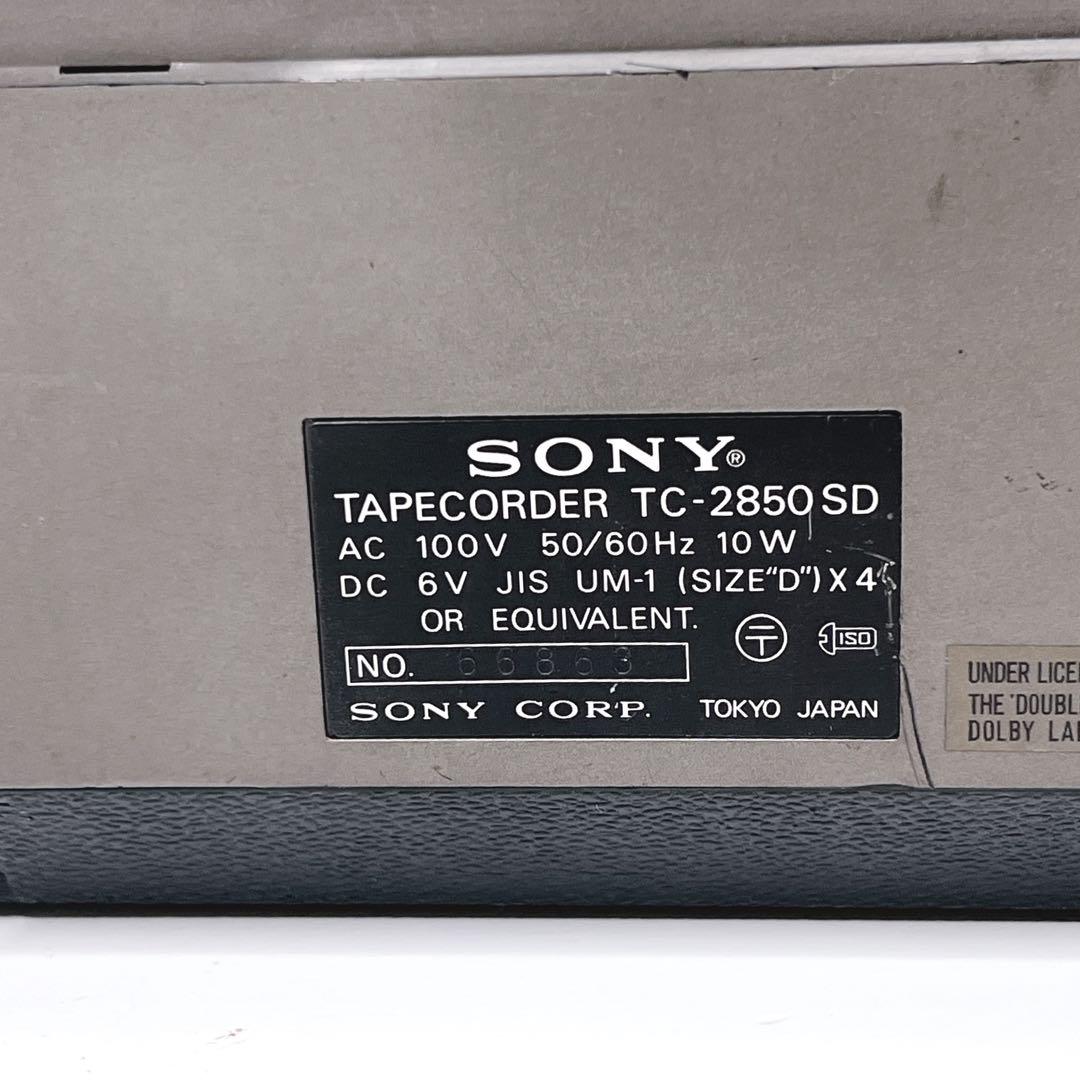 SONY®
TAPECORDER TC-2850SD
AC 100V 50/60Hz 10W
DC 6V JIS UM-1 (SIZE"D")X4
OR EQUIVALENT.
ISO
NO. 66863
SONY CORP. TOKYO JAPAN
UNDER LICE
THE 'DOUBL
DOLBY LA